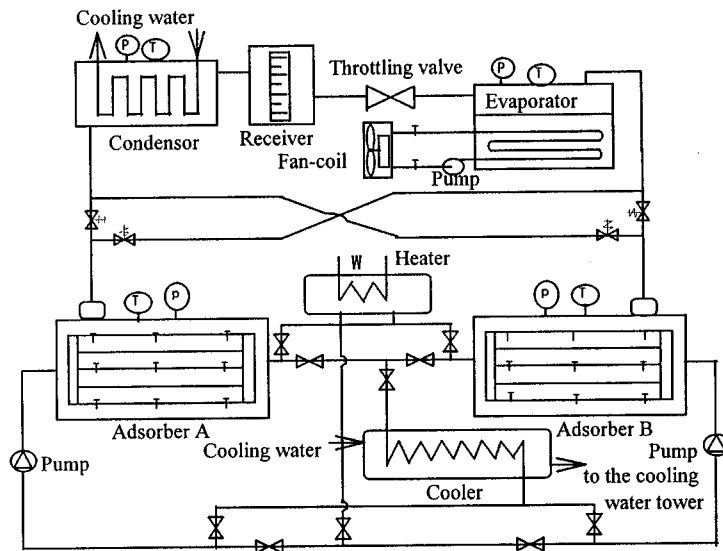 Cooling water
P
T
Condensor
Receiver
Throttling valve
P
T
Evaporator
Fan-coil
Pump
W
Heater
T
P
P
T
T T T
T T T
T T T
T T T
T T T
T T T
Adsorber A
Adsorber B
Cooling water
Pump
Cooler
Pump
to the cooling
water tower